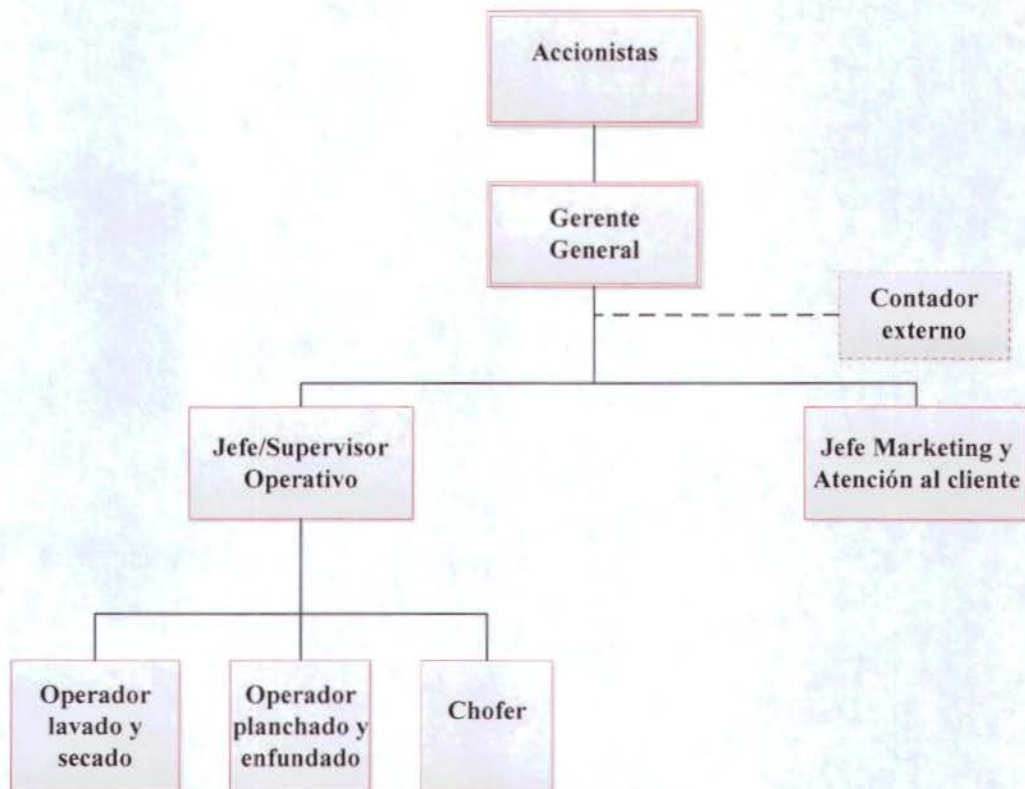 Accionistas
Gerente
General
Contador
externo
Jefe/Supervisor
Operativo
Jefe Marketing y
Atención al cliente
Operador
lavado y
secado
Operador
planchado y
enfundado
Chofer